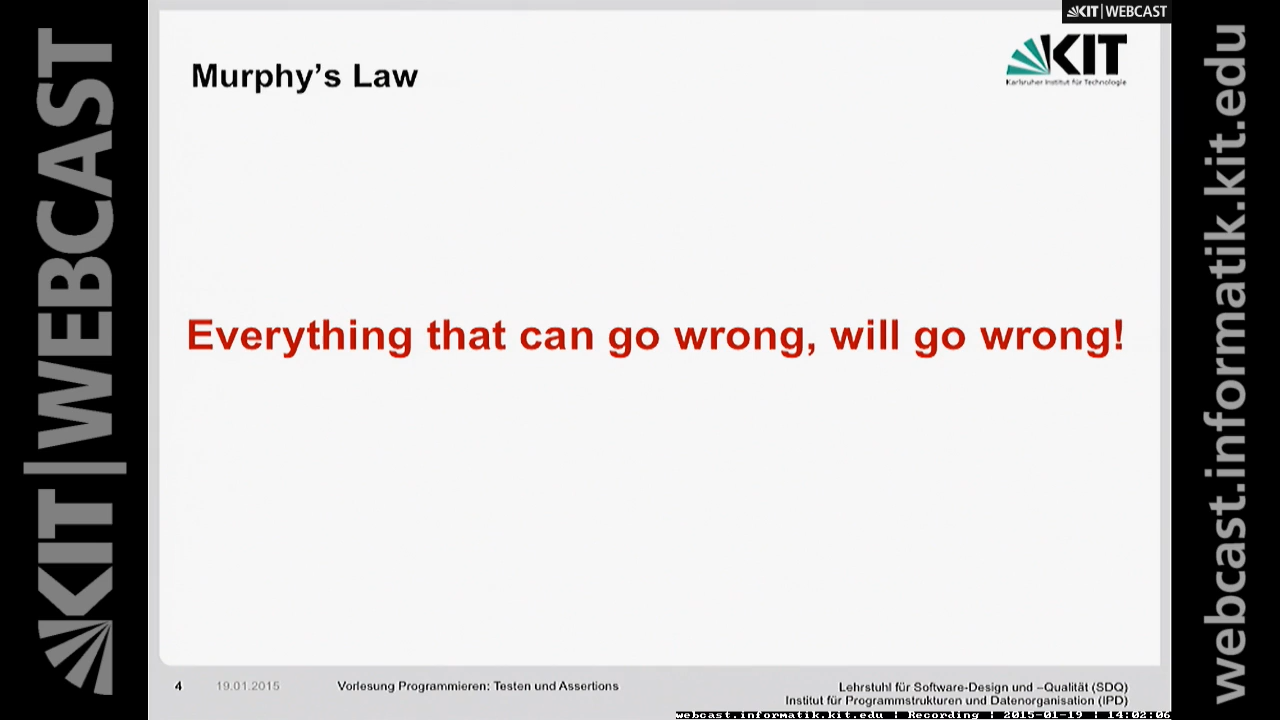 KIT|WEBCAST
KIT|WEBCAST
webcast.informatik.kit.edu
Murphy's Law
KIT
Karlsruher Institut für Technologie
Everything that can go wrong, will go wrong!
4 19.01.2015 Vorlesung Programmieren: Testen und Assertions
Lehrstuhl für Software-Design und –Qualität (SDQ)
Institut für Programmstrukturen und Datenorganisation (IPD)
webcast.informatik.kit.edu | Recording | 2015-01-19 | 14:02:06